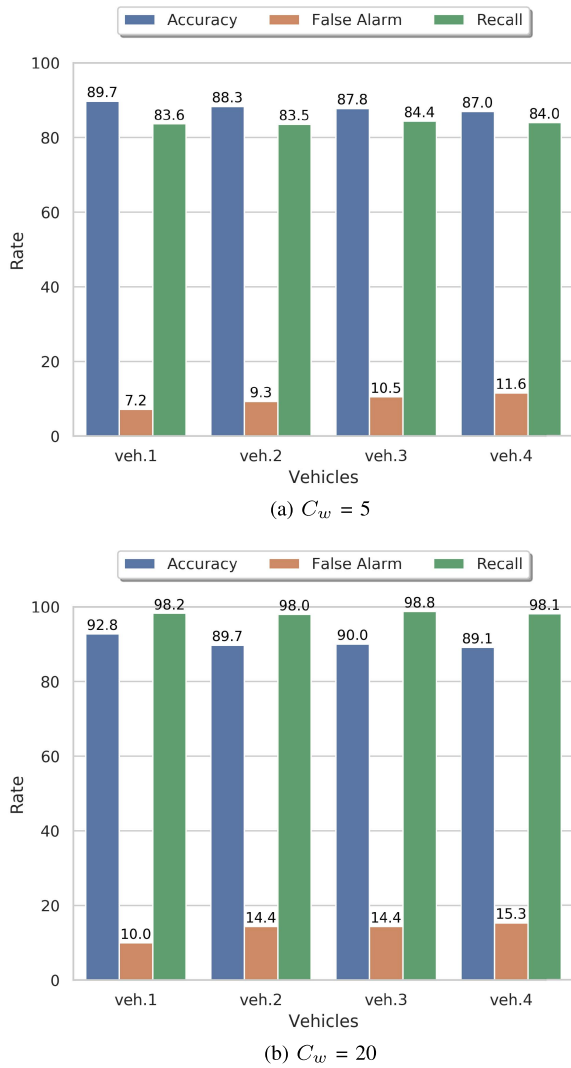 Accuracy False Alarm Recall
100
89.7 83.6 88.3 83.5 87.8 84.4 87.0 84.0
80
60
Rate
40
20
7.2 9.3 10.5 11.6
0
veh.1 veh.2 veh.3 veh.4
Vehicles
(a) C_w = 5
Accuracy False Alarm Recall
100
92.8 98.2 89.7 98.0 90.0 98.8 89.1 98.1
80
60
Rate
40
20
10.0 14.4 14.4 15.3
0
veh.1 veh.2 veh.3 veh.4
Vehicles
(b) C_w = 20